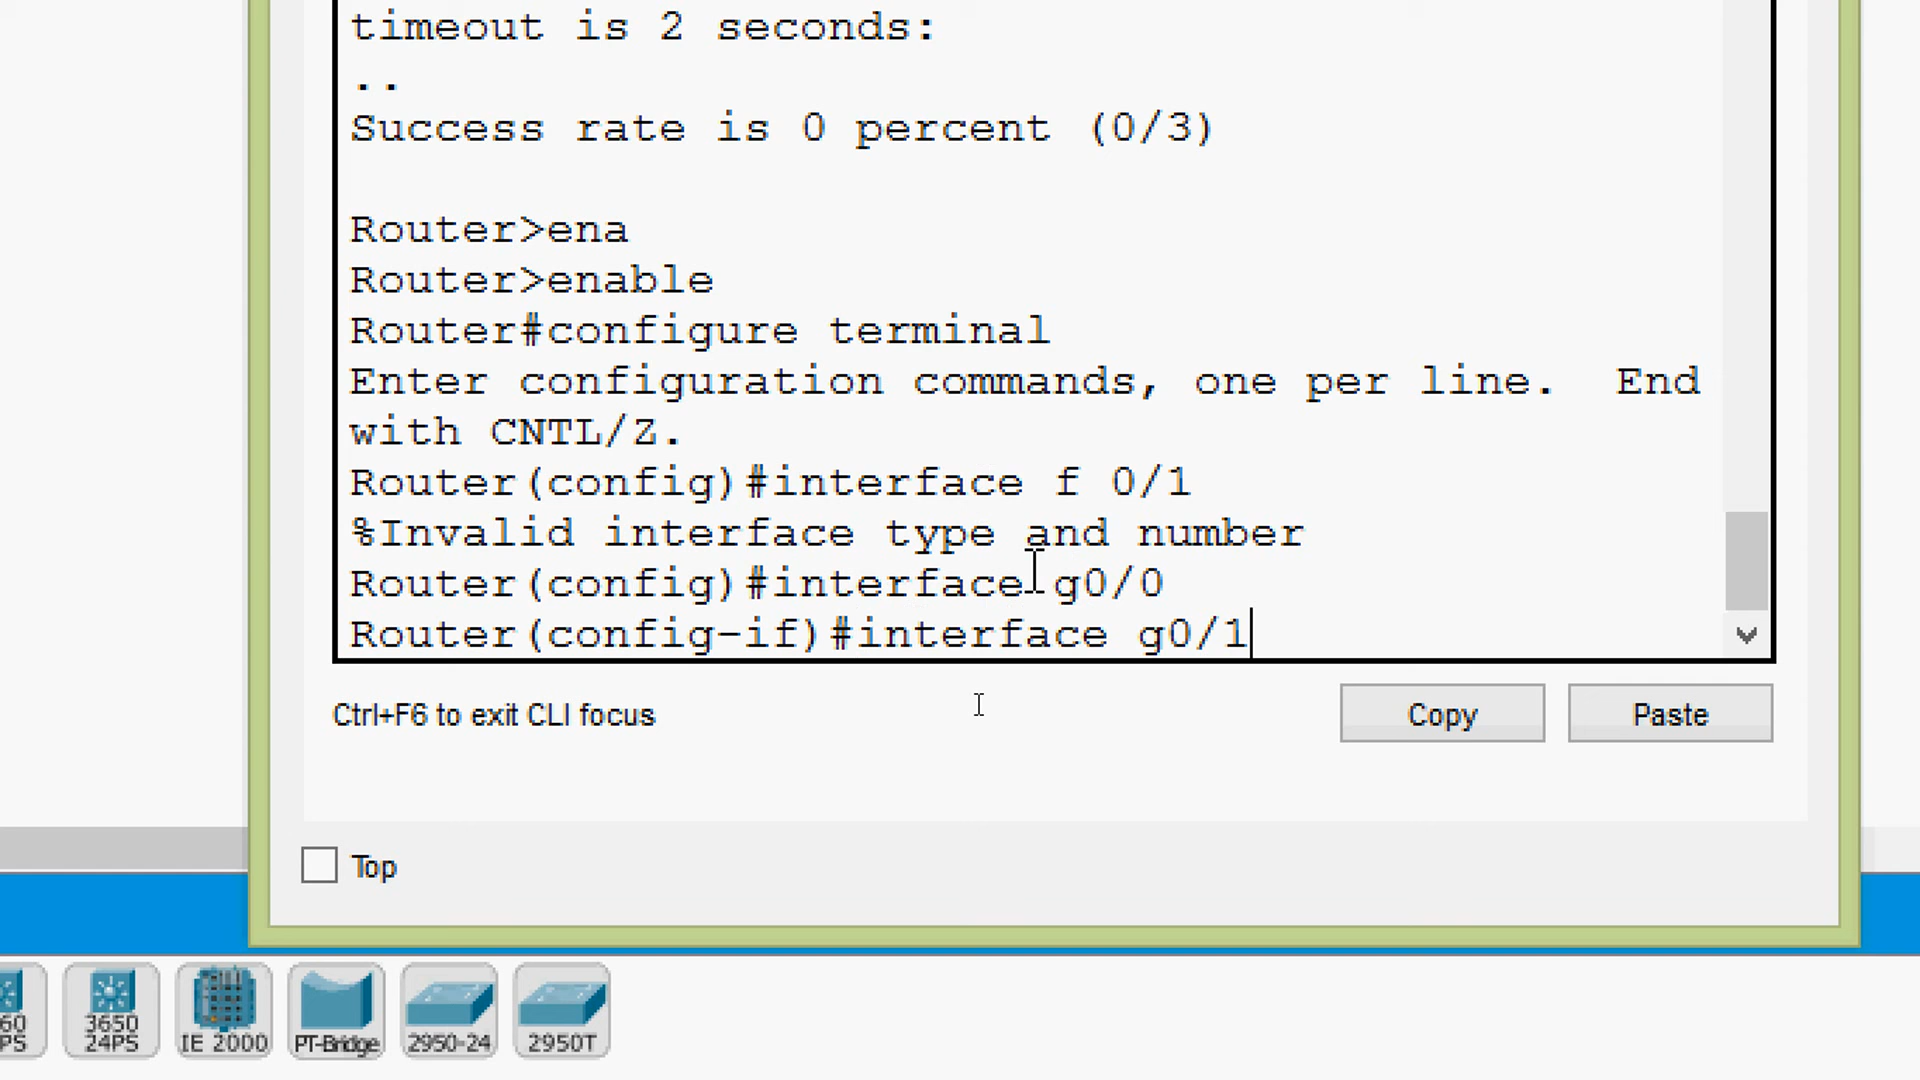 timeout is 2 seconds:
..
Success rate is 0 percent (0/3)
Router>ena
Router>enable
Router#configure terminal
Enter configuration commands, one per line.  End
with CNTL/Z.
Router(config)#interface f 0/1
%Invalid interface type and number
Router(config)#interface g0/0
Router(config-if)#interface g0/1
Ctrl+F6 to exit CLI focus
Copy
Paste
Top
60
PS
3650
24PS
IE 2000
PT-Bridge
2950-24
2950T